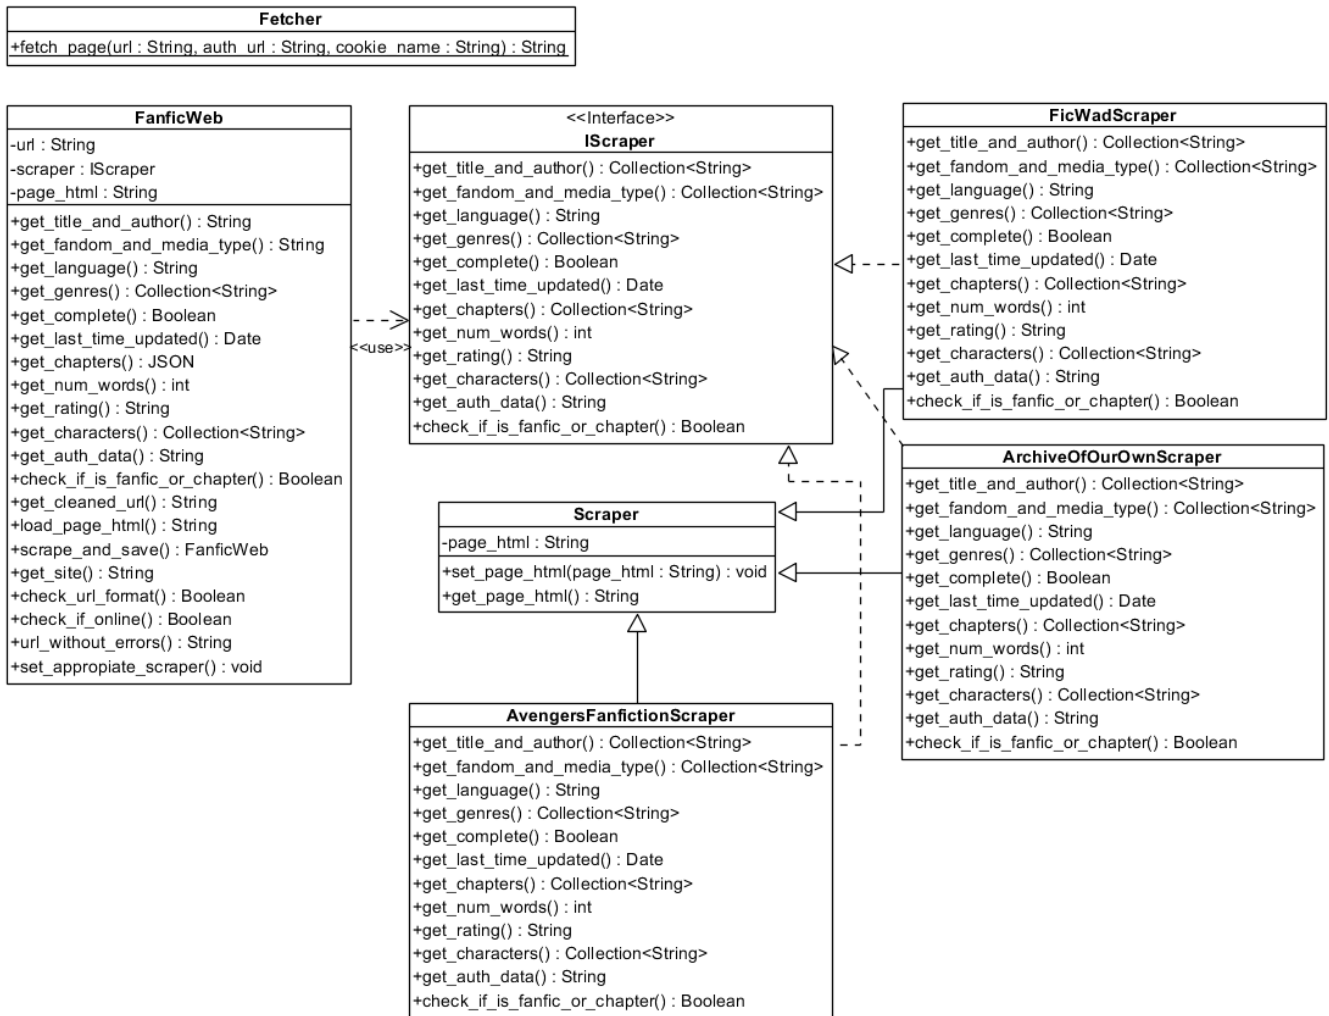 Fetcher
+fetch_page(url : String, auth_url : String, cookie_name : String) : String
FanficWeb
-url : String
-scraper : IScraper
-page_html : String
+get_title_and_author() : String
+get_fandom_and_media_type() : String
+get_language() : String
+get_genres() : Collection<String>
+get_complete() : Boolean
+get_last_time_updated() : Date
+get_chapters() : JSON
+get_num_words() : int
+get_rating() : String
+get_characters() : Collection<String>
+get_auth_data() : String
+check_if_is_fanfic_or_chapter() : Boolean
+get_cleaned_url() : String
+load_page_html() : String
+scrape_and_save() : FanficWeb
+get_site() : String
+check_url_format() : Boolean
+check_if_online() : Boolean
+url_without_errors() : String
+set_appropiate_scraper() : void
<<use>>
<<Interface>>
IScraper
+get_title_and_author() : Collection<String>
+get_fandom_and_media_type() : Collection<String>
+get_language() : String
+get_genres() : Collection<String>
+get_complete() : Boolean
+get_last_time_updated() : Date
+get_chapters() : Collection<String>
+get_num_words() : int
+get_rating() : String
+get_characters() : Collection<String>
+get_auth_data() : String
+check_if_is_fanfic_or_chapter() : Boolean
FicWadScraper
+get_title_and_author() : Collection<String>
+get_fandom_and_media_type() : Collection<String>
+get_language() : String
+get_genres() : Collection<String>
+get_complete() : Boolean
+get_last_time_updated() : Date
+get_chapters() : Collection<String>
+get_num_words() : int
+get_rating() : String
+get_characters() : Collection<String>
+get_auth_data() : String
+check_if_is_fanfic_or_chapter() : Boolean
Scraper
-page_html : String
+set_page_html(page_html : String) : void
+get_page_html() : String
ArchiveOfOurOwnScraper
+get_title_and_author() : Collection<String>
+get_fandom_and_media_type() : Collection<String>
+get_language() : String
+get_genres() : Collection<String>
+get_complete() : Boolean
+get_last_time_updated() : Date
+get_chapters() : Collection<String>
+get_num_words() : int
+get_rating() : String
+get_characters() : Collection<String>
+get_auth_data() : String
+check_if_is_fanfic_or_chapter() : Boolean
AvengersFanfictionScraper
+get_title_and_author() : Collection<String>
+get_fandom_and_media_type() : Collection<String>
+get_language() : String
+get_genres() : Collection<String>
+get_complete() : Boolean
+get_last_time_updated() : Date
+get_chapters() : Collection<String>
+get_num_words() : int
+get_rating() : String
+get_characters() : Collection<String>
+get_auth_data() : String
+check_if_is_fanfic_or_chapter() : Boolean